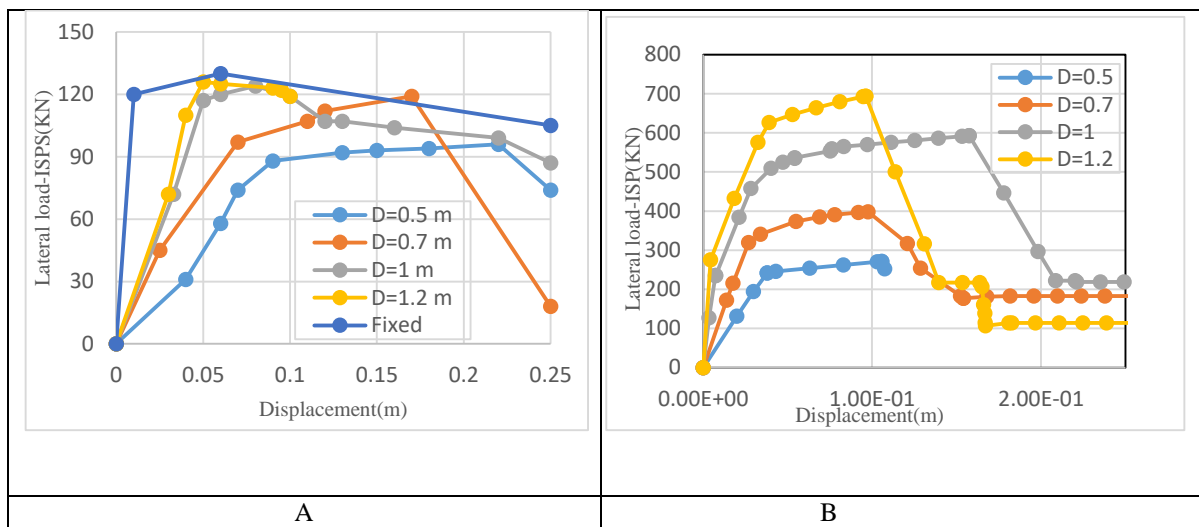 150
120
90
60
30
0
Lateral load-ISPS(KN)
D=0.5 m
D=0.7 m
D=1 m
D=1.2 m
Fixed
0 0.05 0.1 0.15 0.2 0.25
Displacement(m)
A
800
700
600
500
400
300
200
100
0
Lateral load-ISP(KN)
D=0.5
D=0.7
D=1
D=1.2
0.00E+00 1.00E-01 2.00E-01
Displacement(m)
B